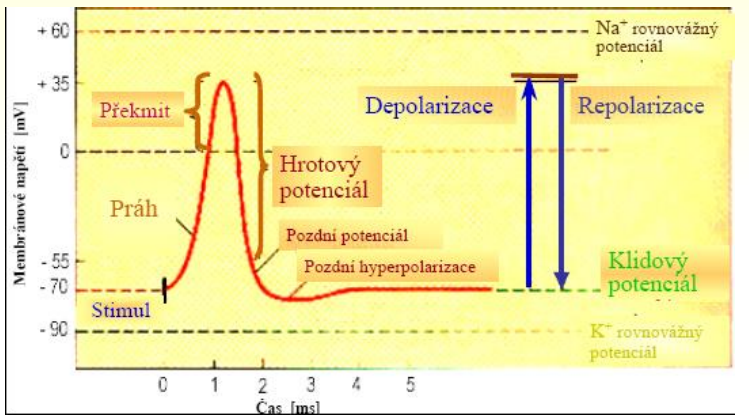 Membránové napětí [mV]
+ 60
+ 35
0
- 55
- 70
- 90
Na+ rovnovážný
potenciál
Překmit
Depolarizace
Repolarizace
Hrotový
potenciál
Práh
Pozdní potenciál
Pozdní hyperpolarizace
Klidový
potenciál
Stimul
K+ rovnovážný
potenciál
0 1 2 3 4 5
Čas [ms]